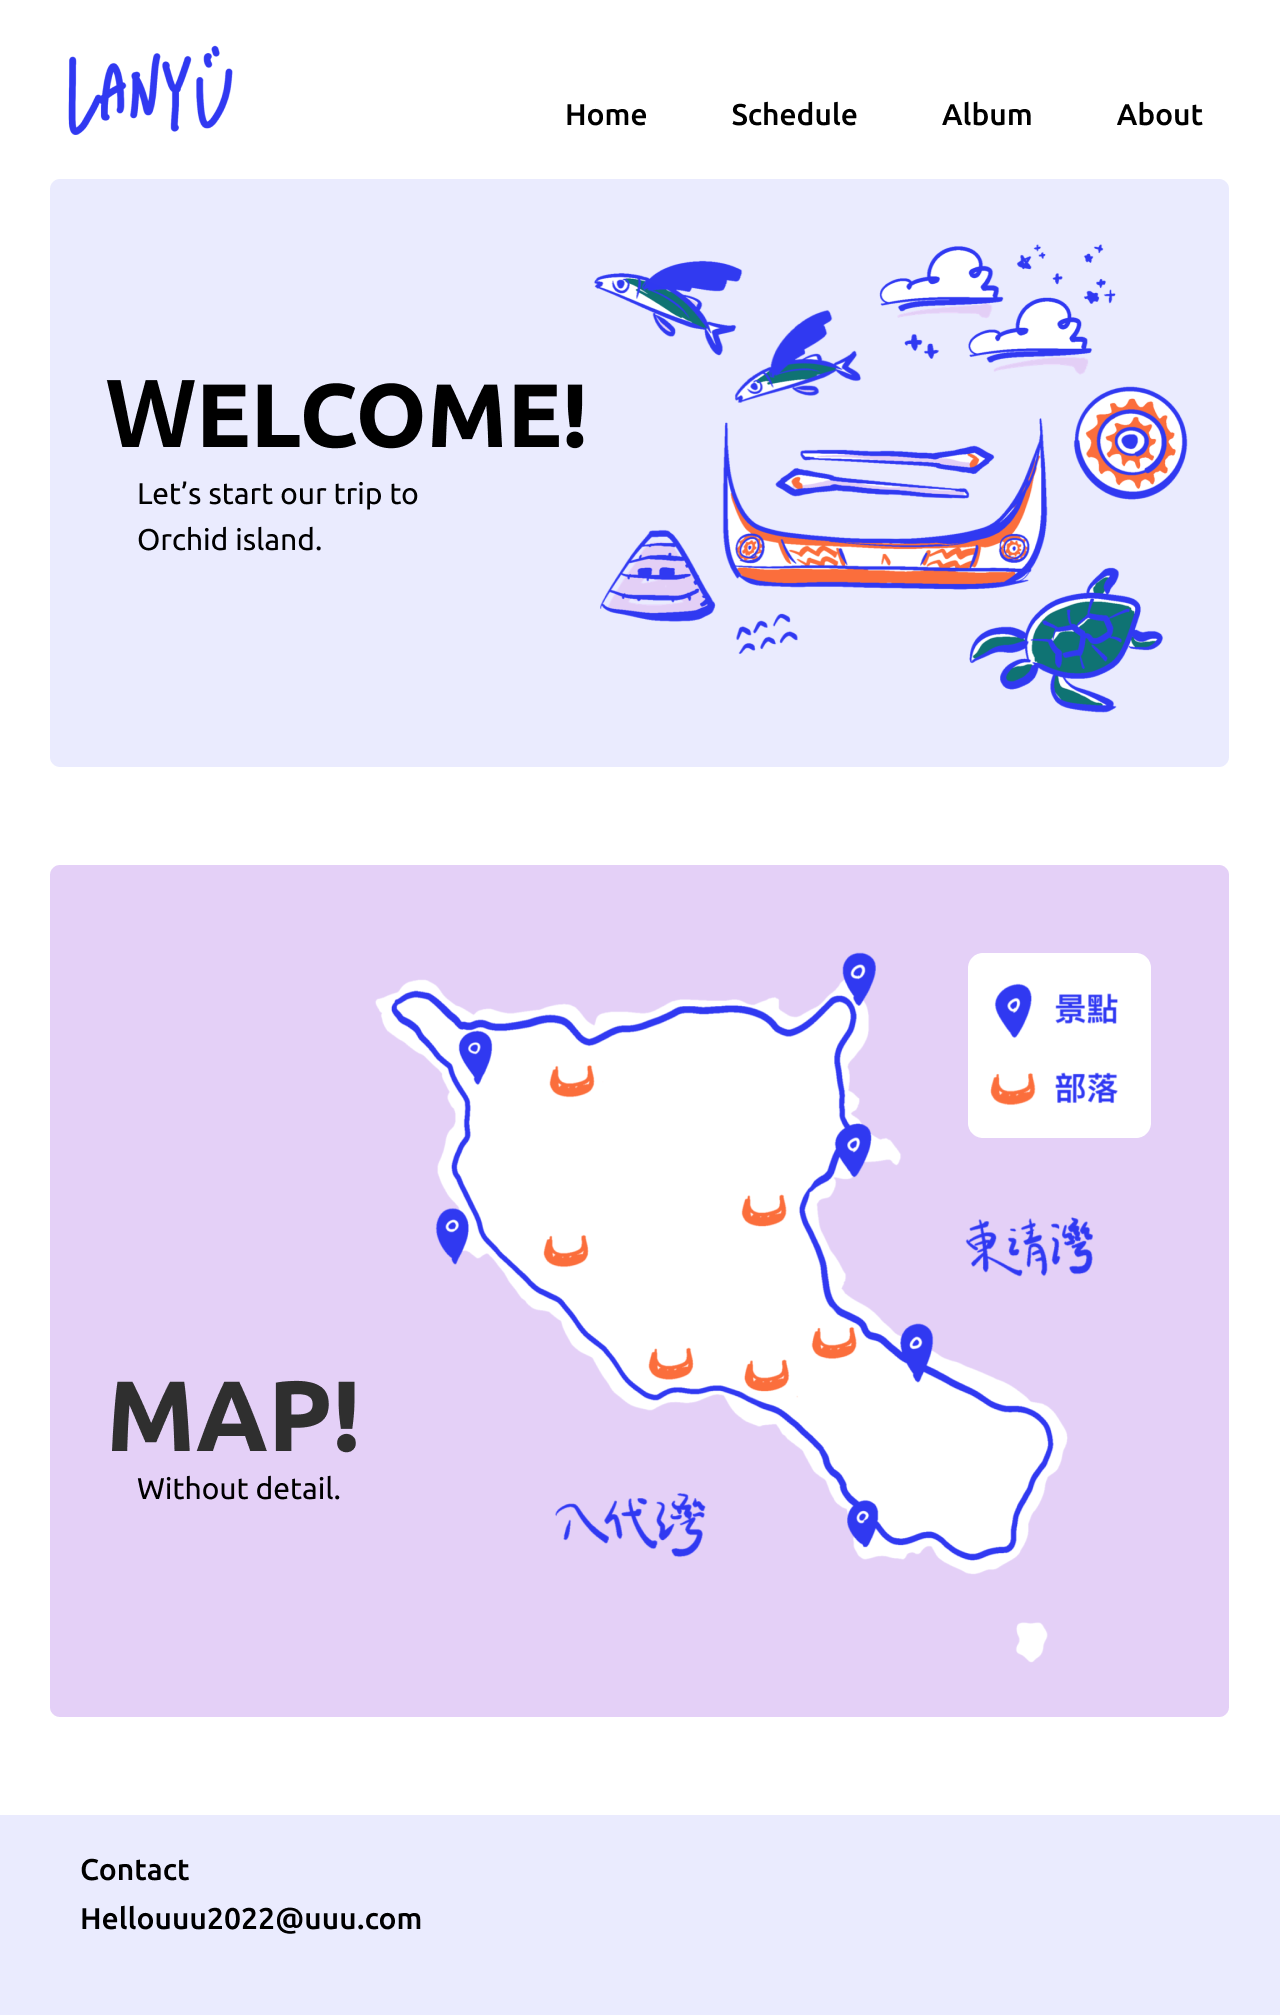 LANYÜ
Home Schedule Album About
WELCOME!
Let’s start our trip to
Orchid island.
景點
部落
東清灣
MAP!
Without detail.
八代灣
Contact
Hellouuu2022@uuu.com